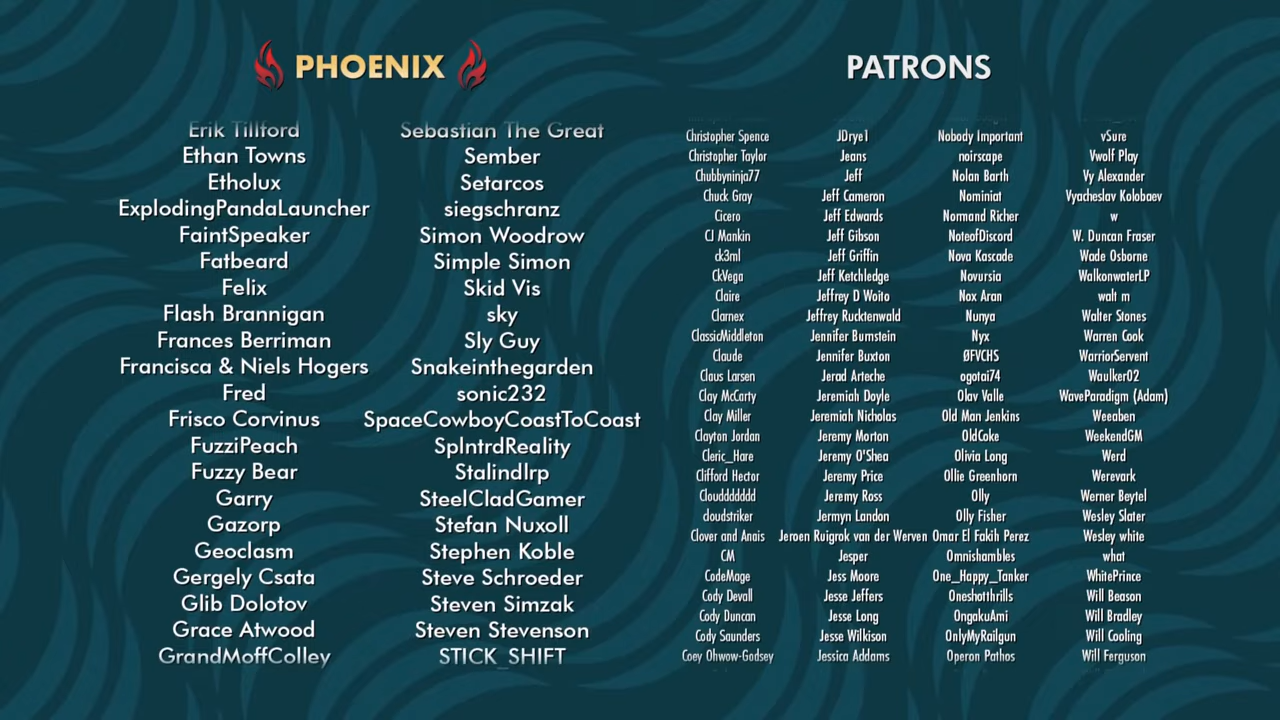 PHOENIX
Erik Tillford
Ethan Towns
Etholux
ExplodingPandaLauncher
FaintSpeaker
Fatbeard
Felix
Flash Brannigan
Frances Berriman
Francisca & Niels Hogers
Fred
Frisco Corvinus
FuzziPeach
Fuzzy Bear
Garry
Gazorp
Geoclasm
Gergely Csata
Glib Dolotov
Grace Atwood
GrandMoffColley
Sebastian The Great
Sember
Setarcos
siegschranz
Simon Woodrow
Simple Simon
Skid Vis
sky
Sly Guy
Snakeinthegarden
sonic232
SpaceCowboyCoastToCoast
SplntrdReality
Stalindlrp
SteelCladGamer
Stefan Nuxoll
Stephen Koble
Steve Schroeder
Steven Simzak
Steven Stevenson
STICK_SHIFT
PATRONS
Christopher Spence
Christopher Taylor
Chubbyninja77
Chuck Gray
Cicero
CJ Mankin
ck3ml
CkVega
Claire
Clarnex
ClassicMiddleton
Claude
Claus Larsen
Clay McCarty
Clay Miller
Clayton Jordan
Cleric_Hare
Clifford Hector
Clouddddddd
cloudstriker
Clover and Anais
CM
CodeMage
Cody Devall
Cody Duncan
Cody Saunders
Coey Ohwow-Godsey
JDrye1
Jeans
Jeff
Jeff Cameron
Jeff Edwards
Jeff Gibson
Jeff Griffin
Jeff Ketchledge
Jeffrey D Woito
Jeffrey Rucktenwald
Jennifer Burnstein
Jennifer Buxton
Jerad Arteche
Jeremiah Doyle
Jeremiah Nicholas
Jeremy Morton
Jeremy O'Shea
Jeremy Price
Jeremy Ross
Jermyn Landon
Jeroen Ruigrok van der Werven
Jesper
Jess Moore
Jesse Jeffers
Jesse Long
Jesse Wilkison
Jessica Addams
Nobody Important
noirscape
Nolan Barth
Nominiat
Normand Richer
NoteofDiscord
Nova Kascade
Novursia
Nox Aran
Nunya
Nyx
ØFVCHS
ogotai74
Olav Valle
Old Man Jenkins
OldCoke
Olivia Long
Ollie Greenhorn
Olly
Olly Fisher
Omar El Fakih Perez
Omnishambles
One_Happy_Tanker
Oneshotthrills
OngakuAmi
OnlyMyRailgun
Operon Pathos
vSure
Vwolf Play
Vy Alexander
Vyacheslav Kolobaev
w
W. Duncan Fraser
Wade Osborne
WalkonwaterLP
walt m
Walter Stones
Warren Cook
WarriorServent
Waulker02
WaveParadigm (Adam)
Weeaben
WeekendGM
Werd
Werevark
Werner Beytel
Wesley Slater
Wesley white
what
WhitePrince
Will Beason
Will Bradley
Will Cooling
Will Ferguson